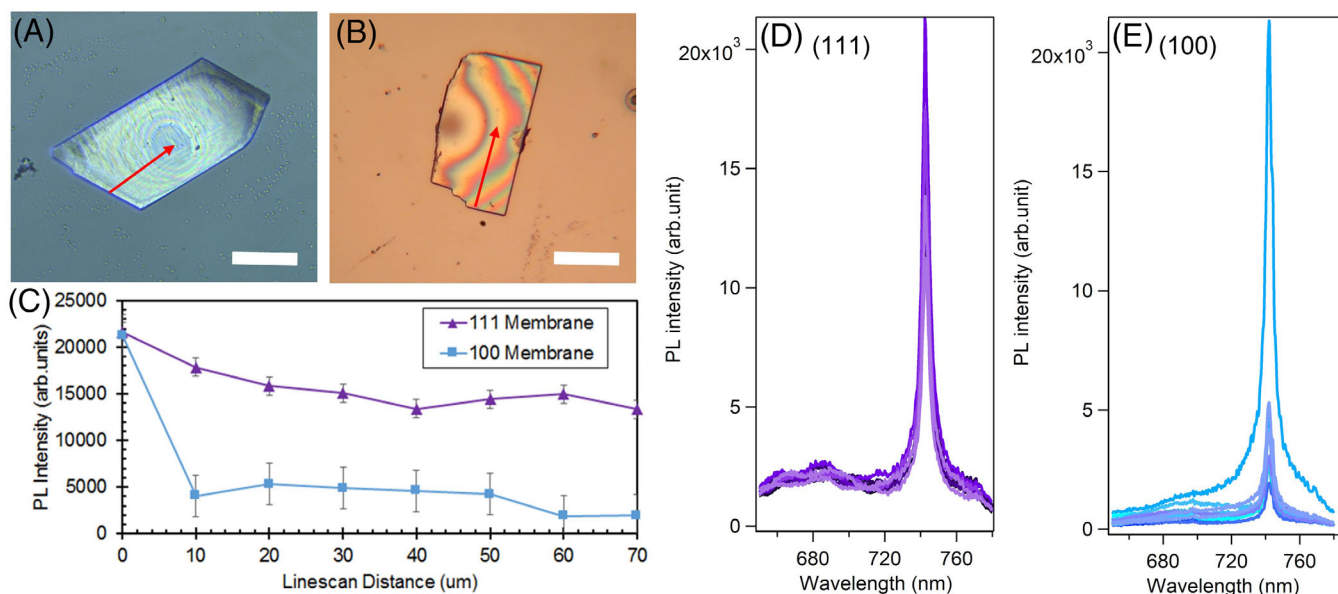 (A)
(B)
(C)
25000
20000
15000
10000
5000
0
PL Intensity (arb.units)
111 Membrane
100 Membrane
0 10 20 30 40 50 60 70
Linescan Distance (um)
(D) (111)
20x10³
15
10
5
0
PL intensity (arb.unit)
680 720 760
Wavelength (nm)
(E) (100)
20x10³
15
10
5
0
PL intensity (arb.unit)
680 720 760
Wavelength (nm)